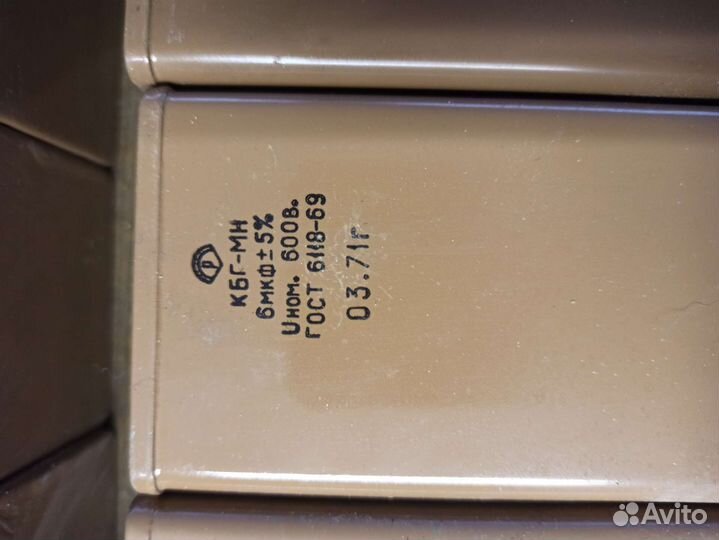 КБГ-МН
6мкф±5%
Uном. 600В.
ГОСТ 6118-69
03.71г
Avito